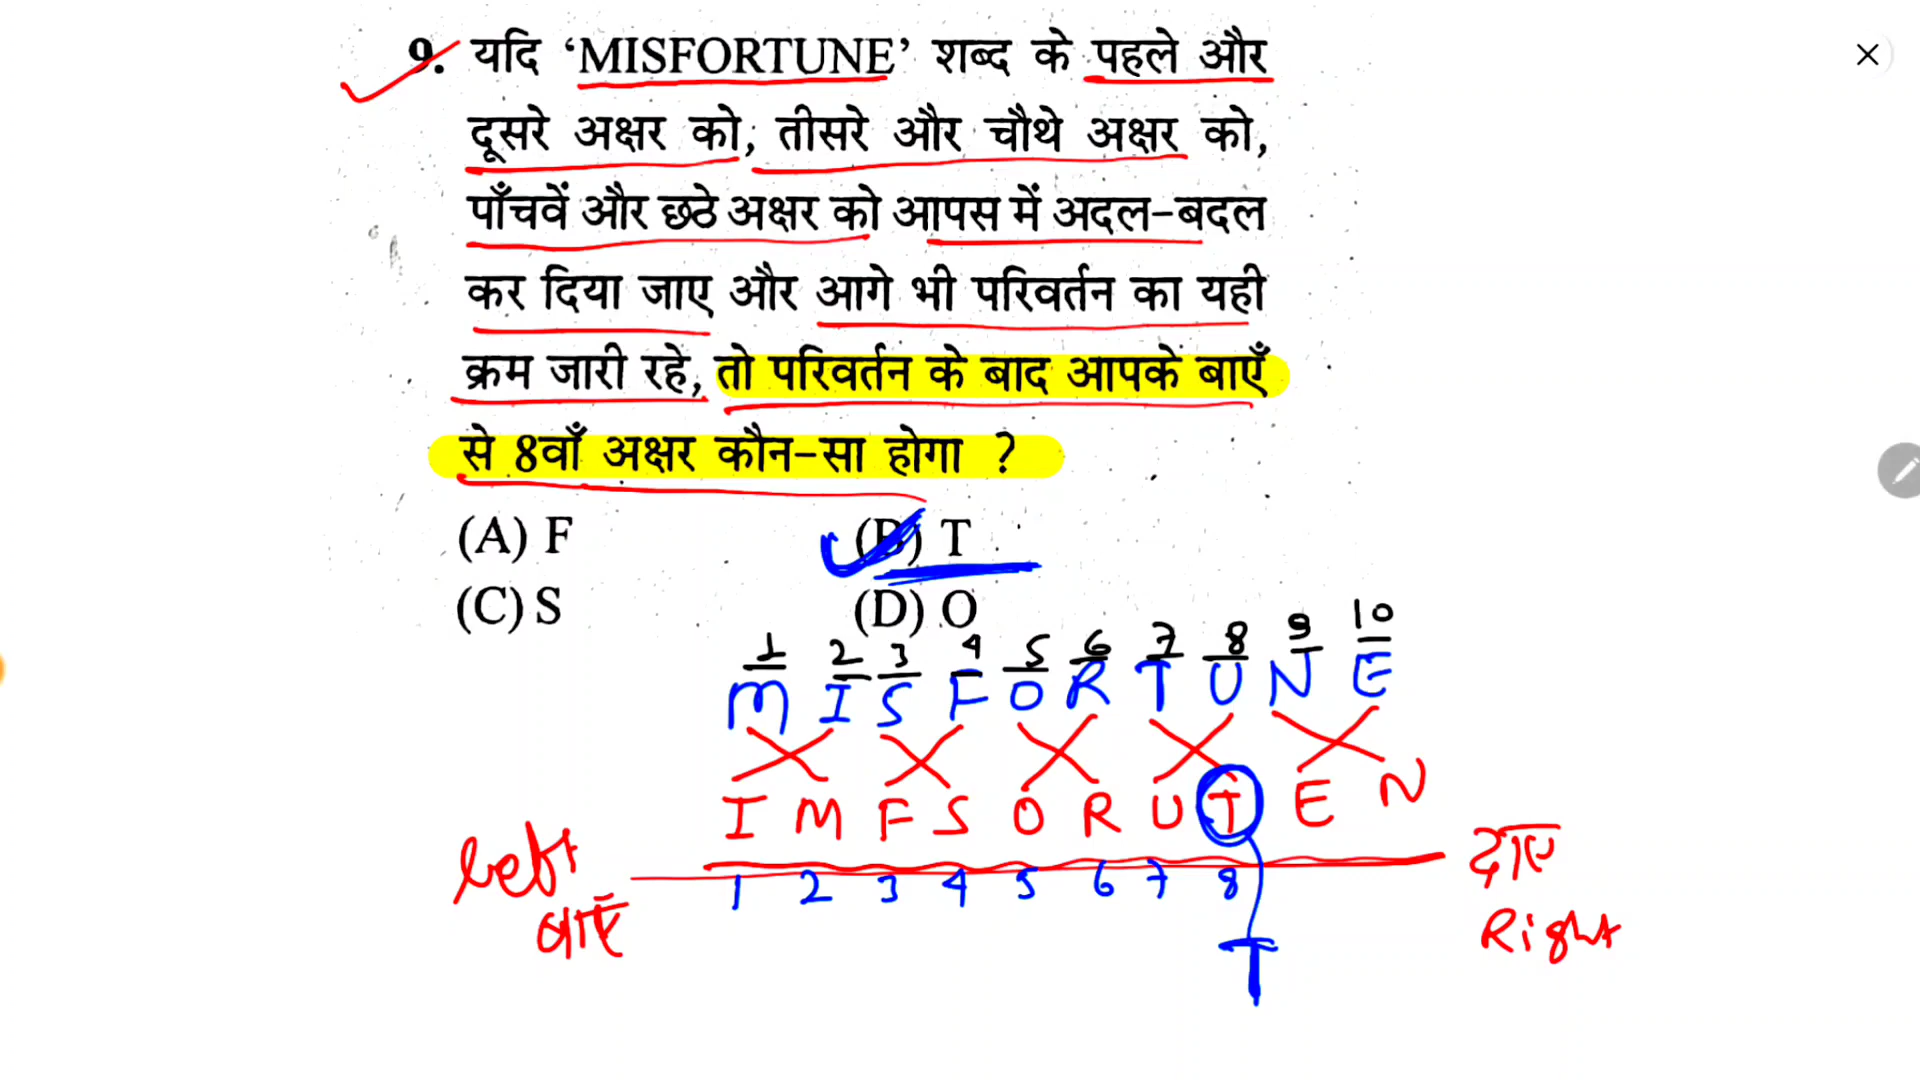 9. यदि ‘MISFORTUNE’ शब्द के पहले और
दूसरे अक्षर को, तीसरे और चौथे अक्षर को,
पाँचवें और छठे अक्षर को आपस में अदल-बदल
कर दिया जाए और आगे भी परिवर्तन का यही
क्रम जारी रहे, तो परिवर्तन के बाद आपके बाएँ
से 8वाँ अक्षर कौन-सा होगा ?
(A) F (B) T
(C) S (D) O
1 2 3 4 5 6 7 8 9 10
M I S F O R T U N E
I M F S O R U T E N
Left दाएं
1 2 3 4 5 6 7 8
बाएं Right
T